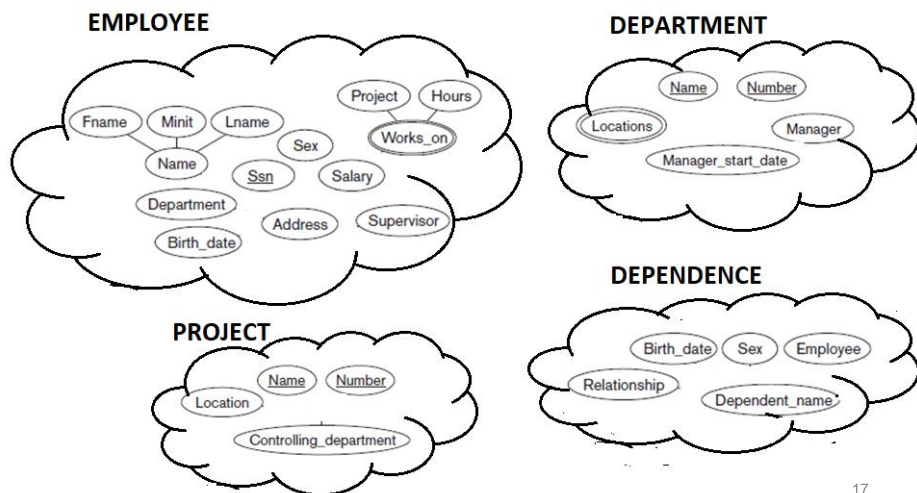 EMPLOYEE
Project Hours
Fname Minit Lname
Works_on
Sex
Name
Ssn Salary
Department
Address Supervisor
Birth_date
DEPARTMENT
Name Number
Locations Manager
Manager_start_date
PROJECT
Name Number
Location
Controlling_department
DEPENDENCE
Birth_date Sex Employee
Relationship
Dependent_name
17